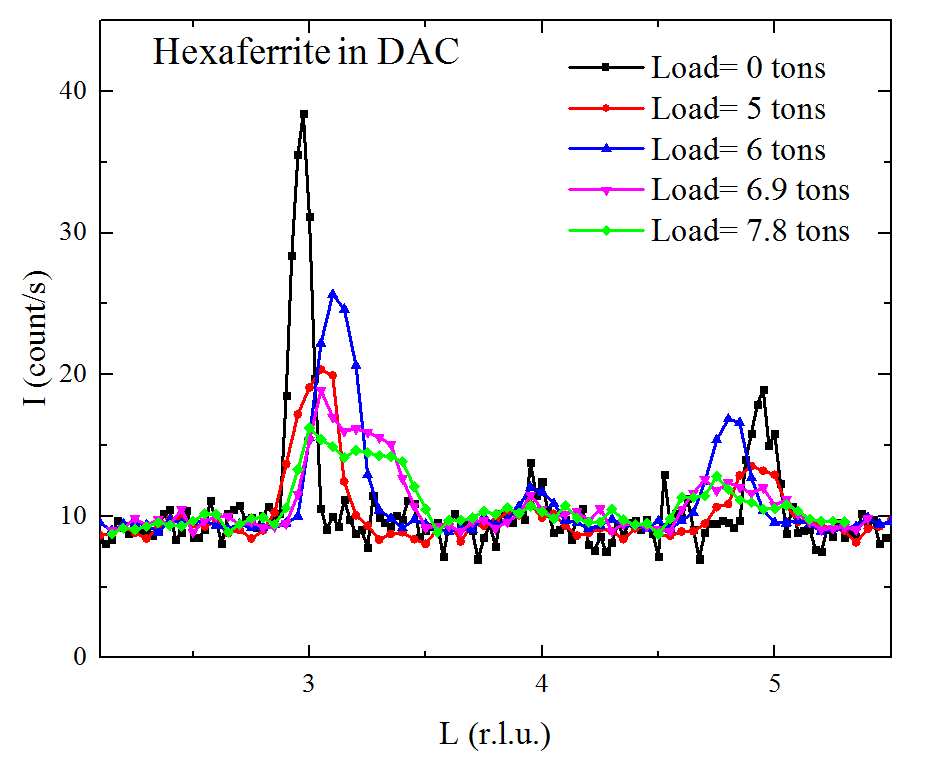 Hexaferrite in DAC
Load= 0 tons
Load= 5 tons
Load= 6 tons
Load= 6.9 tons
Load= 7.8 tons
I (count/s)
40
30
20
10
0
3
4
5
L (r.l.u.)